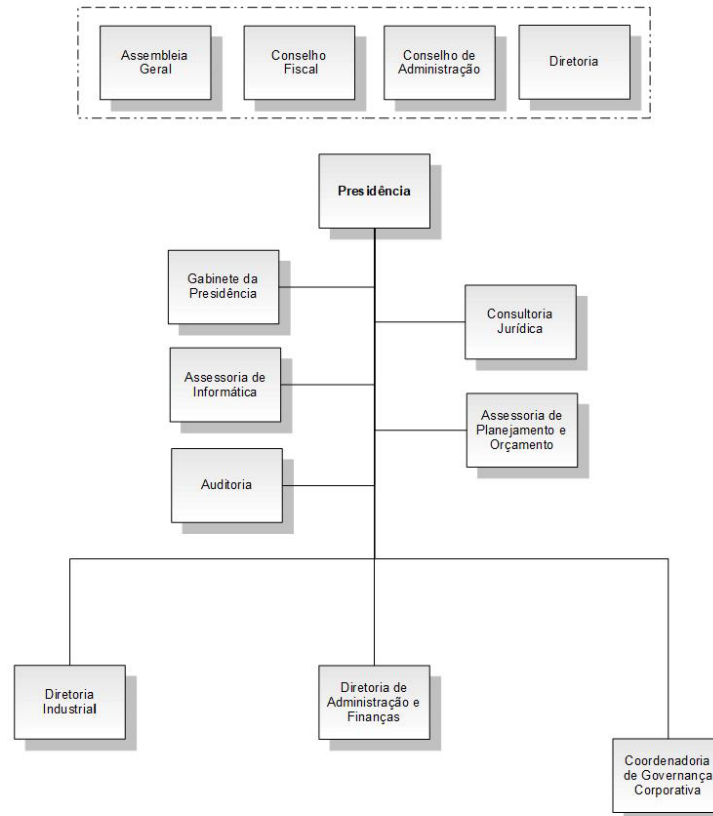 Assembleia
Geral
Conselho
Fiscal
Conselho de
Administração
Diretoria
Presidência
Gabinete da
Presidência
Consultoria
Jurídica
Assessoria de
Informática
Assessoria de
Planejamento e
Orçamento
Auditoria
Diretoria
Industrial
Diretoria de
Administração e
Finanças
Coordenadoria
de Governança
Corporativa